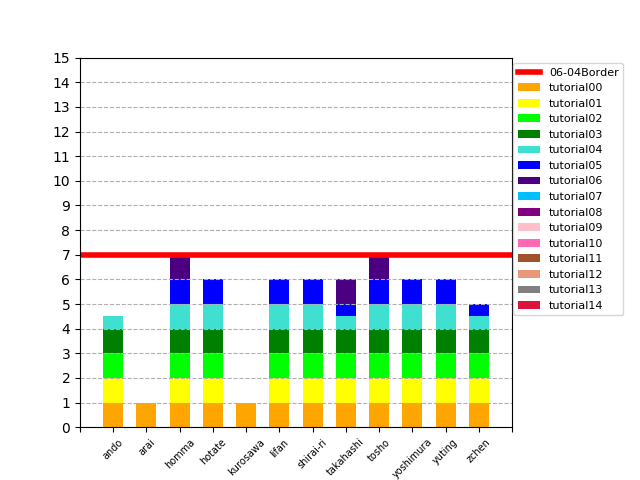 15
14
13
12
11
10
9
8
7
6
5
4
3
2
1
0
ando
arai
homma
hotate
kurosawa
lifan
shirai-ri
takahashi
tosho
yoshimura
yuting
zchen
06-04Border
tutorial00
tutorial01
tutorial02
tutorial03
tutorial04
tutorial05
tutorial06
tutorial07
tutorial08
tutorial09
tutorial10
tutorial11
tutorial12
tutorial13
tutorial14